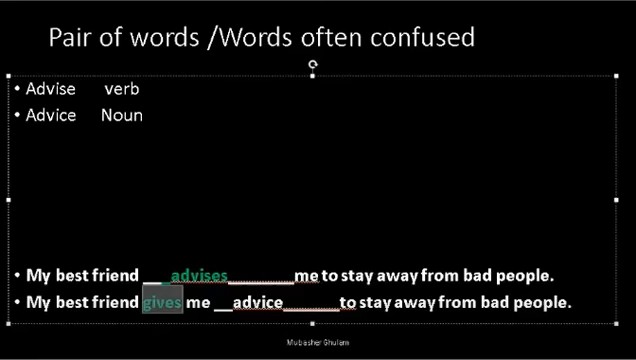 Pair of words /Words often confused
• Advise verb
• Advice Noun
• My best friend ___advises________me to stay away from bad people.
• My best friend gives me __advice_______to stay away from bad people.
Mubasher Ghulam